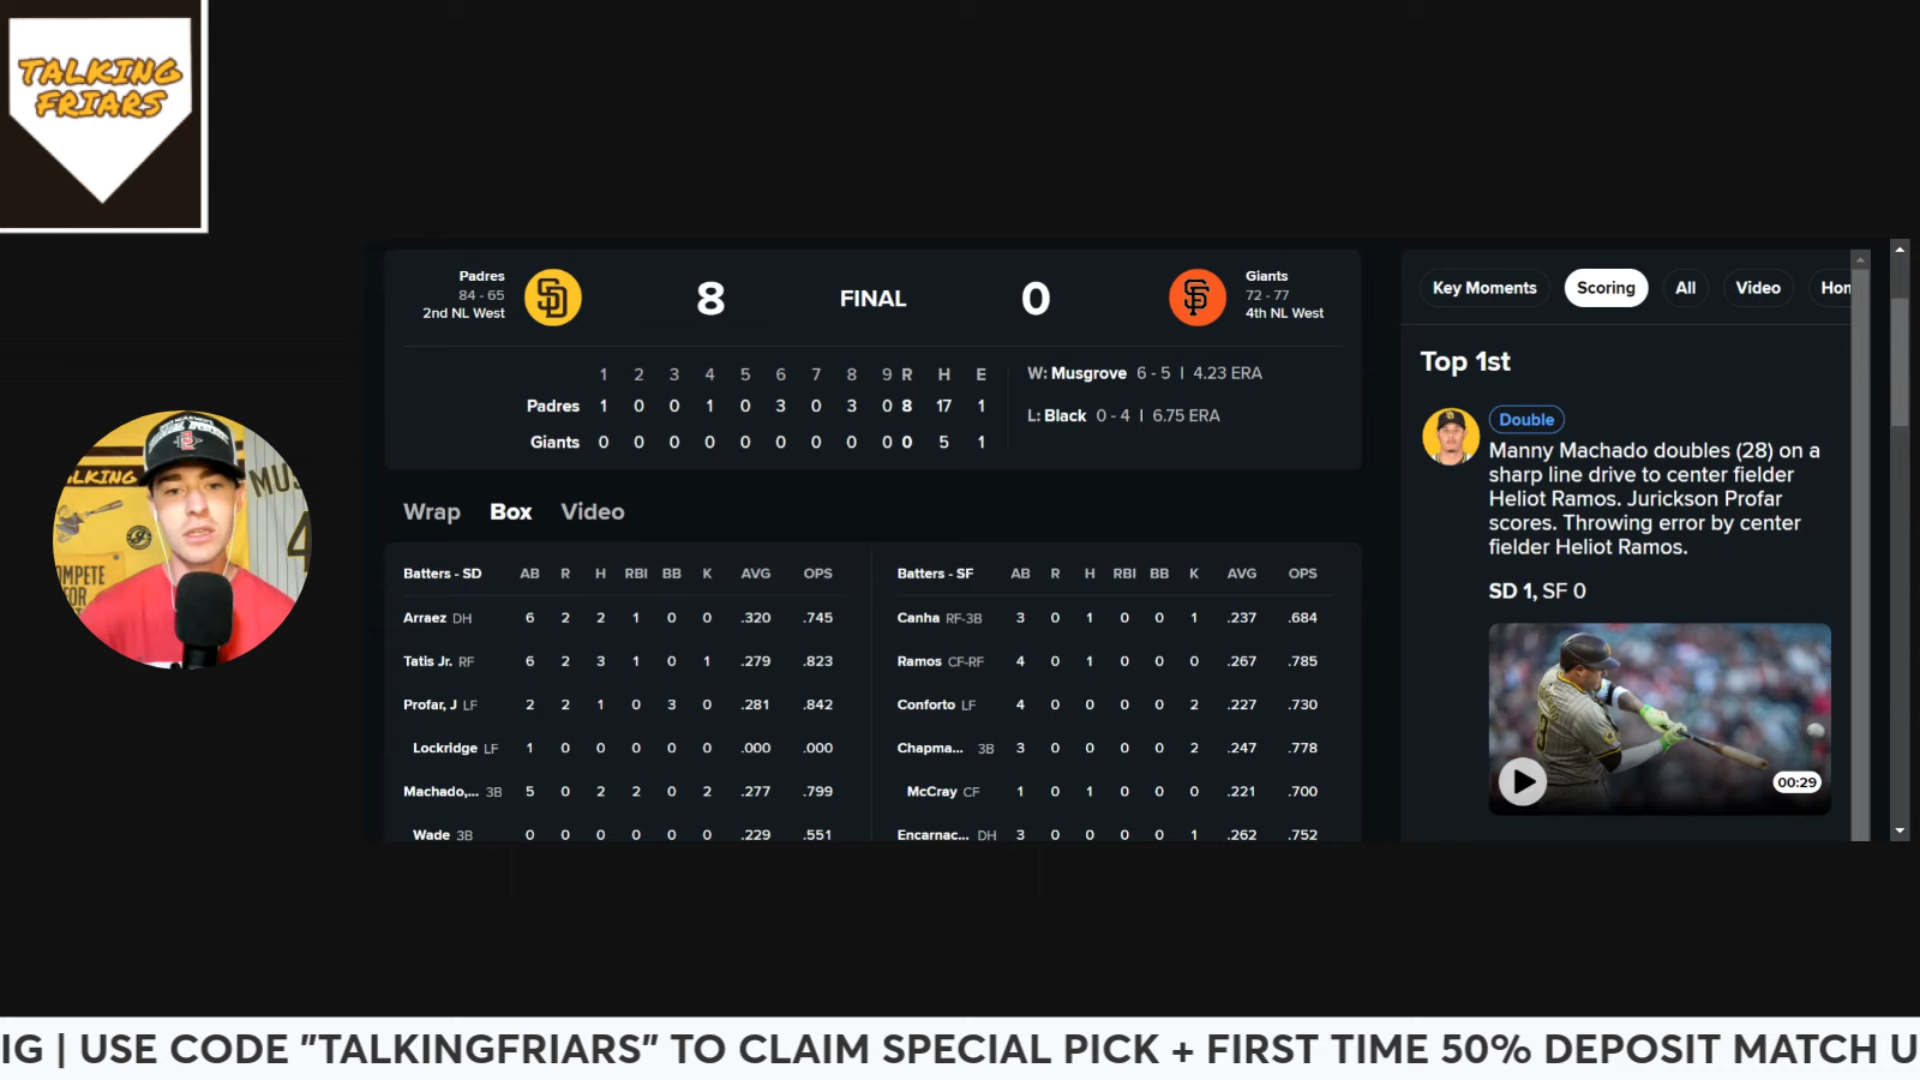 TALKING
FRIARS
Padres
84 - 65
2nd NL West
8
FINAL
0
Giants
72 - 77
4th NL West
1 2 3 4 5 6 7 8 9 R H E
Padres 1 0 0 1 0 3 0 3 0 8 17 1
Giants 0 0 0 0 0 0 0 0 0 0 5 1
W: Musgrove 6 - 5 | 4.23 ERA
L: Black 0 - 4 | 6.75 ERA
Wrap Box Video
Batters - SD AB R H RBI BB K AVG OPS
Arraez DH 6 2 2 1 0 0 .320 .745
Tatis Jr. RF 6 2 3 1 0 1 .279 .823
Profar, J LF 2 2 1 0 3 0 .281 .842
Lockridge LF 1 0 0 0 0 0 .000 .000
Machado,... 3B 5 0 2 2 0 2 .277 .799
Wade 3B 0 0 0 0 0 0 .229 .551
Batters - SF AB R H RBI BB K AVG OPS
Canha RF-3B 3 0 1 0 0 1 .237 .684
Ramos CF-RF 4 0 1 0 0 0 .267 .785
Conforto LF 4 0 0 0 0 2 .227 .730
Chapma... 3B 3 0 0 0 0 2 .247 .778
McCray CF 1 0 1 0 0 0 .221 .700
Encarnac... DH 3 0 0 0 0 1 .262 .752
Key Moments Scoring All Video Hom
Top 1st
Double
Manny Machado doubles (28) on a
sharp line drive to center fielder
Heliot Ramos. Jurickson Profar
scores. Throwing error by center
fielder Heliot Ramos.
SD 1, SF 0
00:29
LKING
MUS
4
OMPETE
FOR
IG | USE CODE "TALKINGFRIARS" TO CLAIM SPECIAL PICK + FIRST TIME 50% DEPOSIT MATCH U